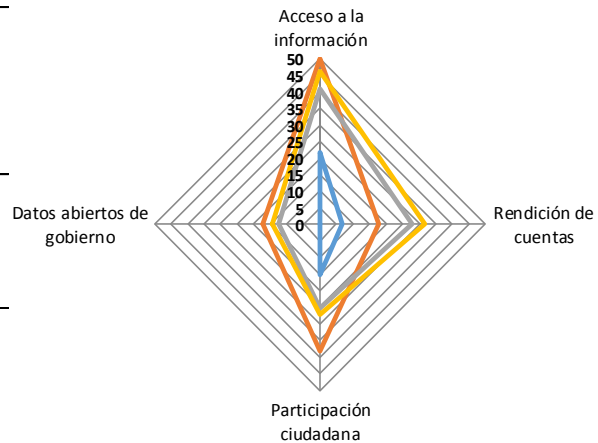 Acceso a la
información
50
45
40
35
30
25
20
15
10
5
0
Datos abiertos de
gobierno
Rendición de
cuentas
Participación
ciudadana